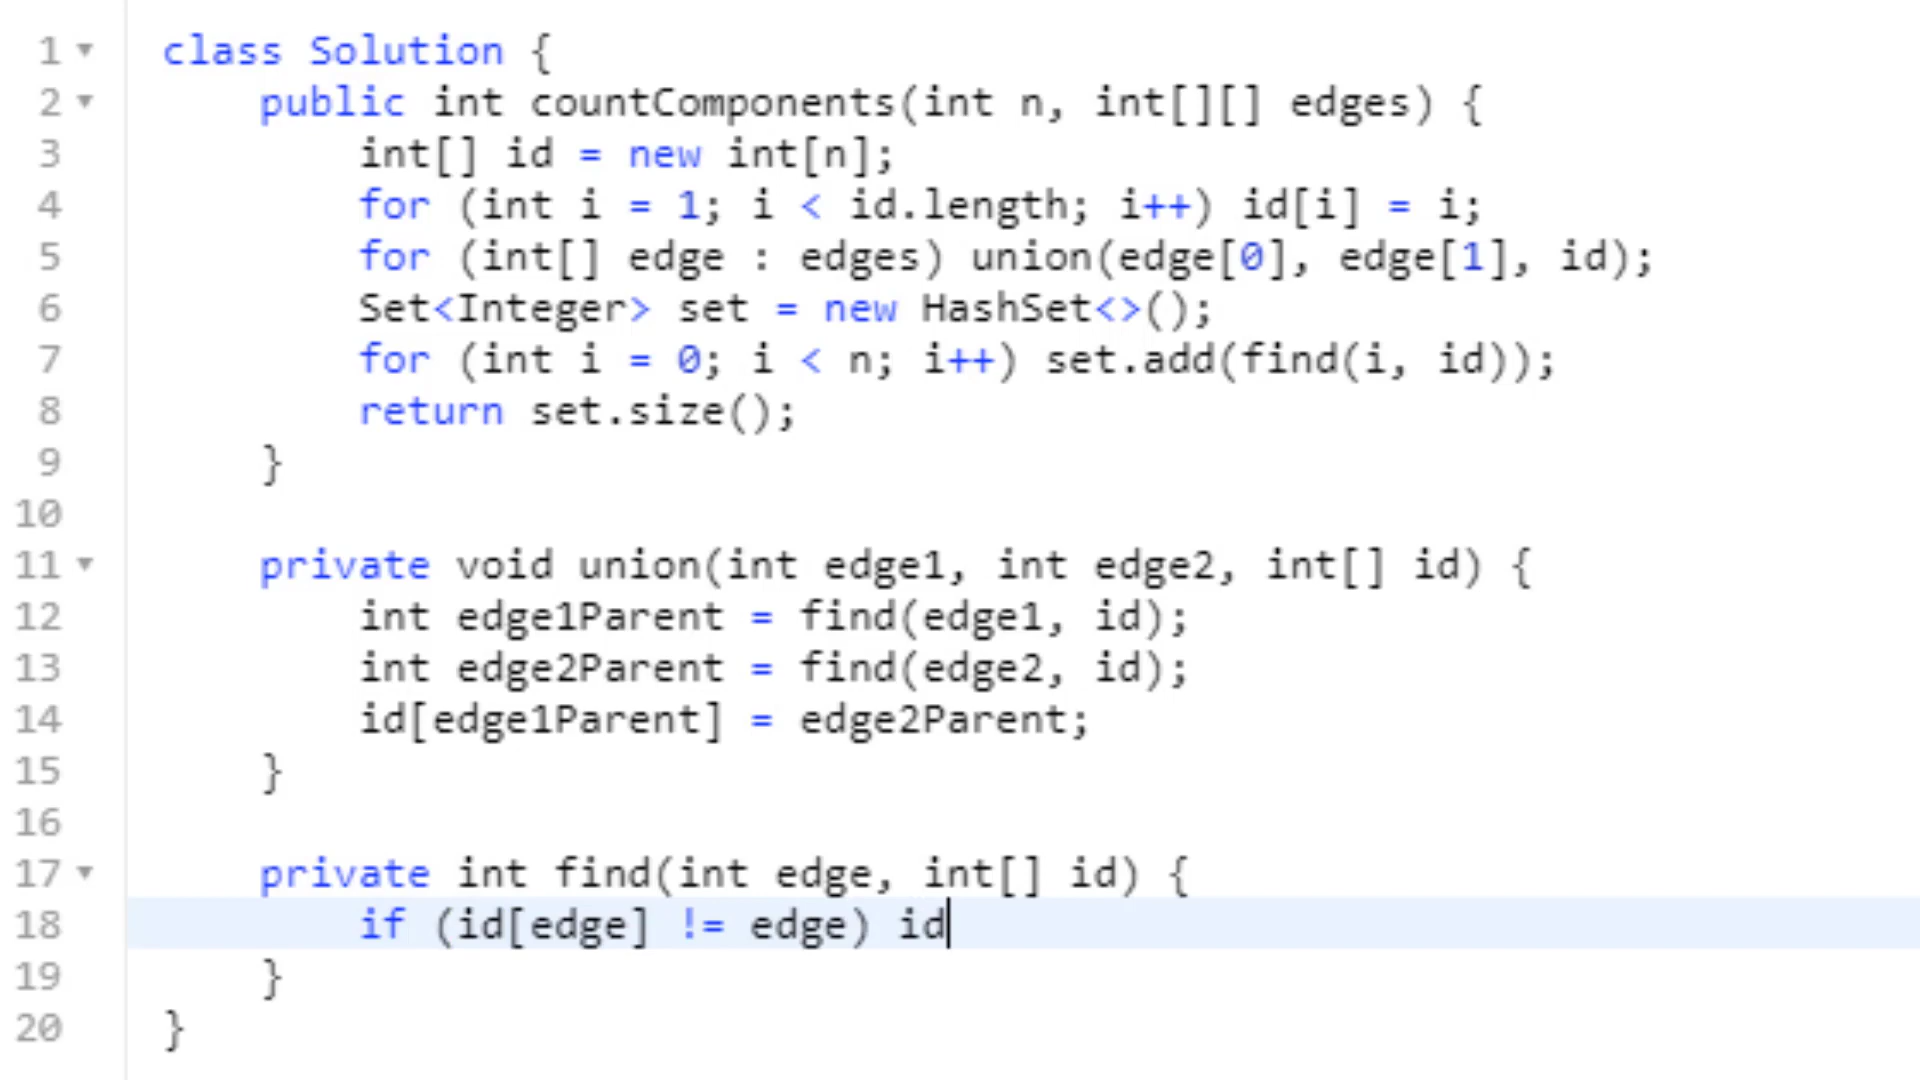 1 class Solution {
2     public int countComponents(int n, int[][] edges) {
3         int[] id = new int[n];
4         for (int i = 1; i < id.length; i++) id[i] = i;
5         for (int[] edge : edges) union(edge[0], edge[1], id);
6         Set<Integer> set = new HashSet<>();
7         for (int i = 0; i < n; i++) set.add(find(i, id));
8         return set.size();
9     }
10
11     private void union(int edge1, int edge2, int[] id) {
12         int edge1Parent = find(edge1, id);
13         int edge2Parent = find(edge2, id);
14         id[edge1Parent] = edge2Parent;
15     }
16
17     private int find(int edge, int[] id) {
18         if (id[edge] != edge) id
19     }
20 }